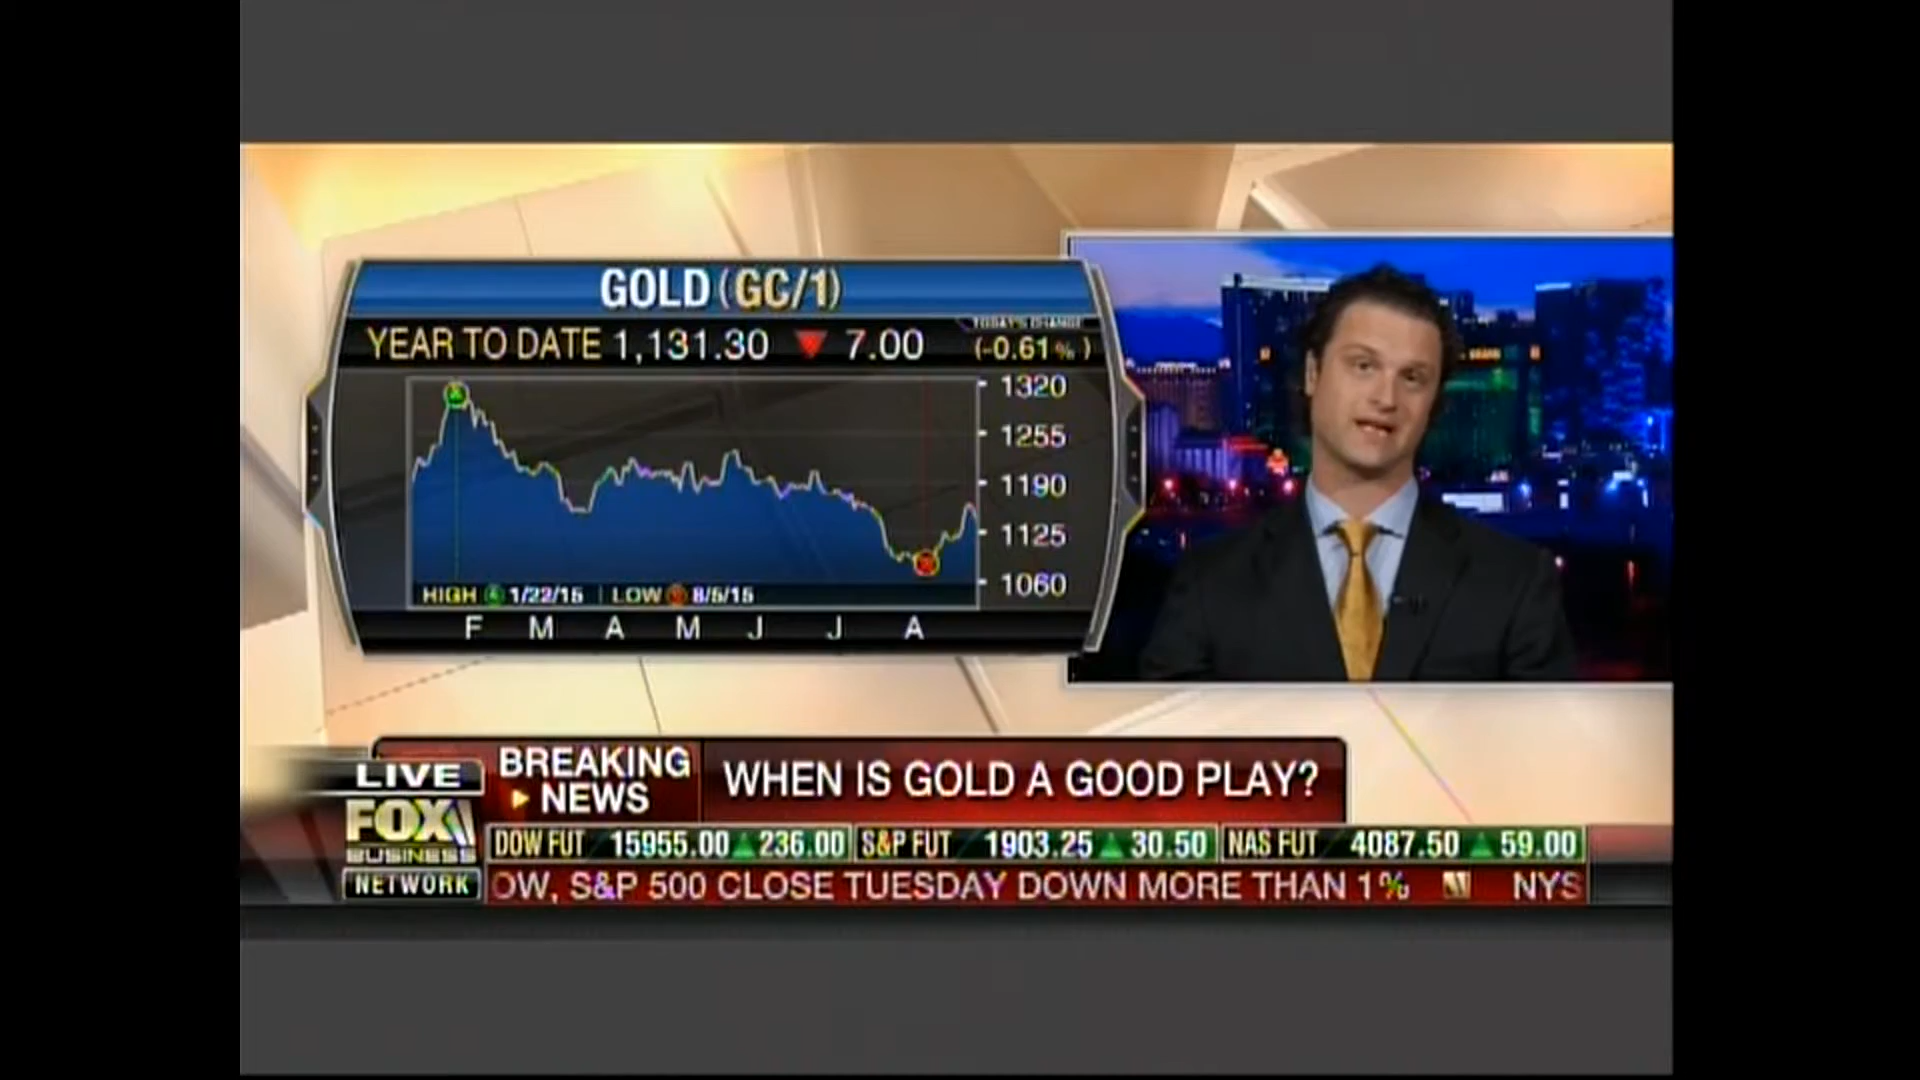 GOLD (GC/1)
TODAY'S CHANGE
YEAR TO DATE 1,131.30 ▼ 7.00 (-0.61%)
1320
1255
1190
1125
1060
HIGH 1/22/15 | LOW 8/5/15
F M A M J J A
BREAKING NEWS
WHEN IS GOLD A GOOD PLAY?
LIVE
FOX
BUSINESS
NETWORK
DOW FUT 15955.00 ▲ 236.00 S&P FUT 1903.25 ▲ 30.50 NAS FUT 4087.50 ▲ 59.00
OW, S&P 500 CLOSE TUESDAY DOWN MORE THAN 1% NYS